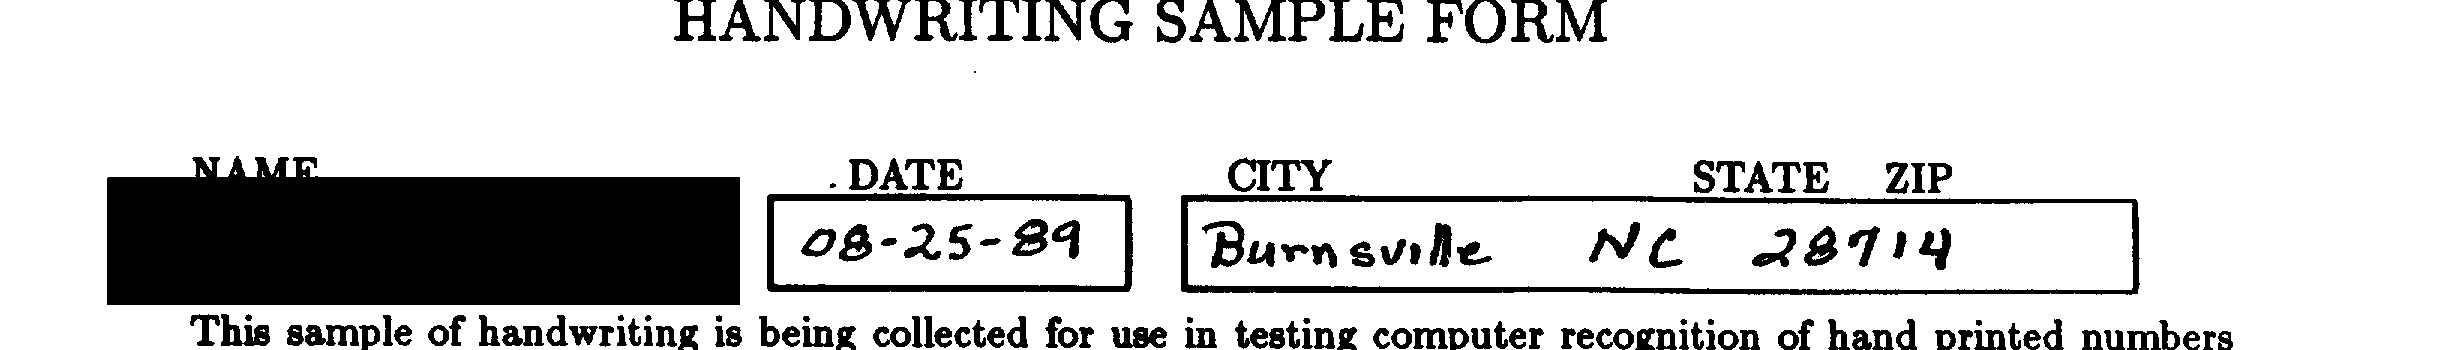 HANDWRITING SAMPLE FORM
NAME . DATE CITY STATE ZIP
08-25-89 Burnsville NC 28714
This sample of handwriting is being collected for use in testing computer recognition of hand printed numbers